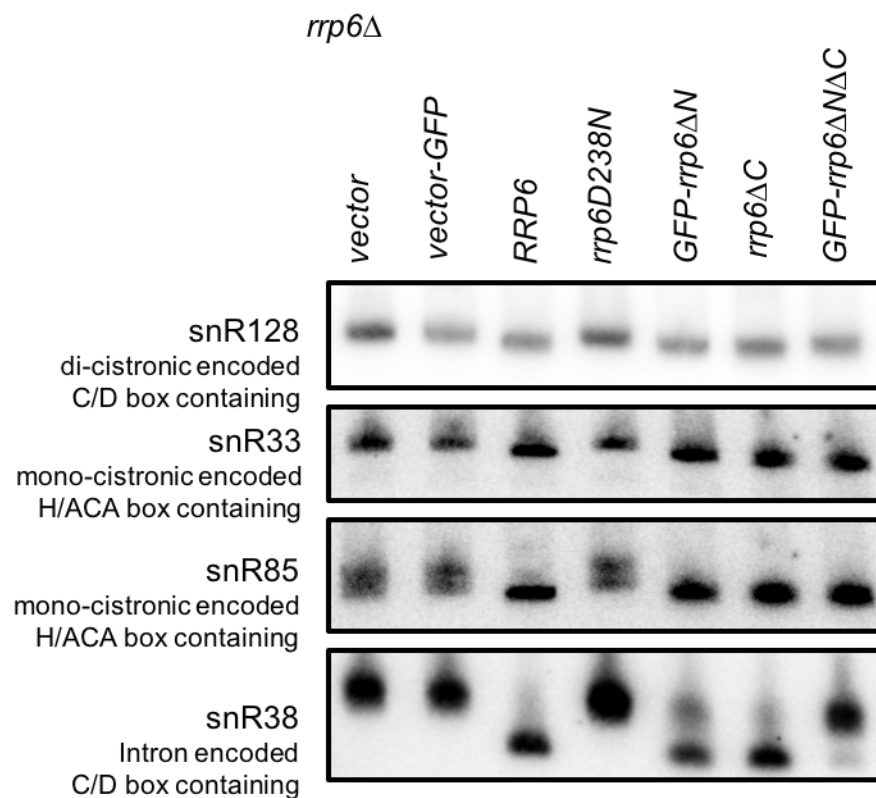 rrp6Δ
vector
vector-GFP
RRP6
rrp6D238N
GFP-rrp6ΔN
rrp6ΔC
GFP-rrp6ΔNΔC
snR128
di-cistronic encoded
C/D box containing
snR33
mono-cistronic encoded
H/ACA box containing
snR85
mono-cistronic encoded
H/ACA box containing
snR38
Intron encoded
C/D box containing